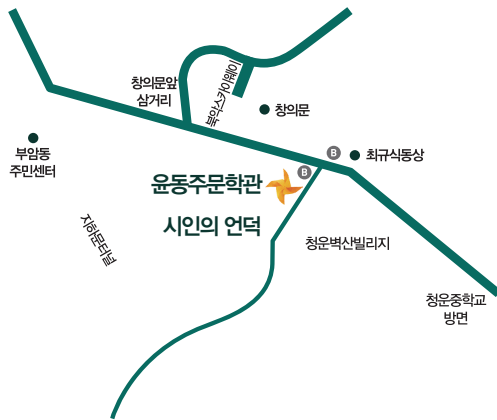 창의문앞
삼거리
북악스카이웨이
창의문
부암동
주민센터
B
최규식동상
B
윤동주문학관
시인의 언덕
지하문터널
청운벽산빌리지
청운중학교
방면